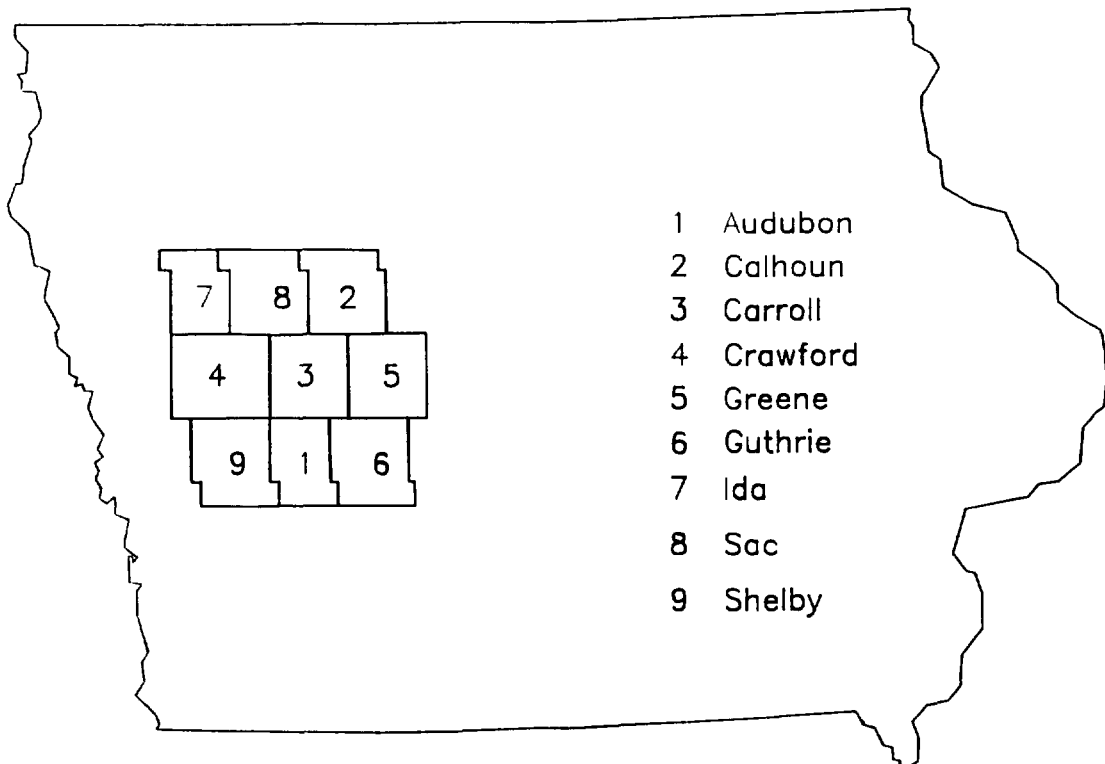 7 8 2
4 3 5
9 1 6
1 Audubon
2 Calhoun
3 Carroll
4 Crawford
5 Greene
6 Guthrie
7 Ida
8 Sac
9 Shelby